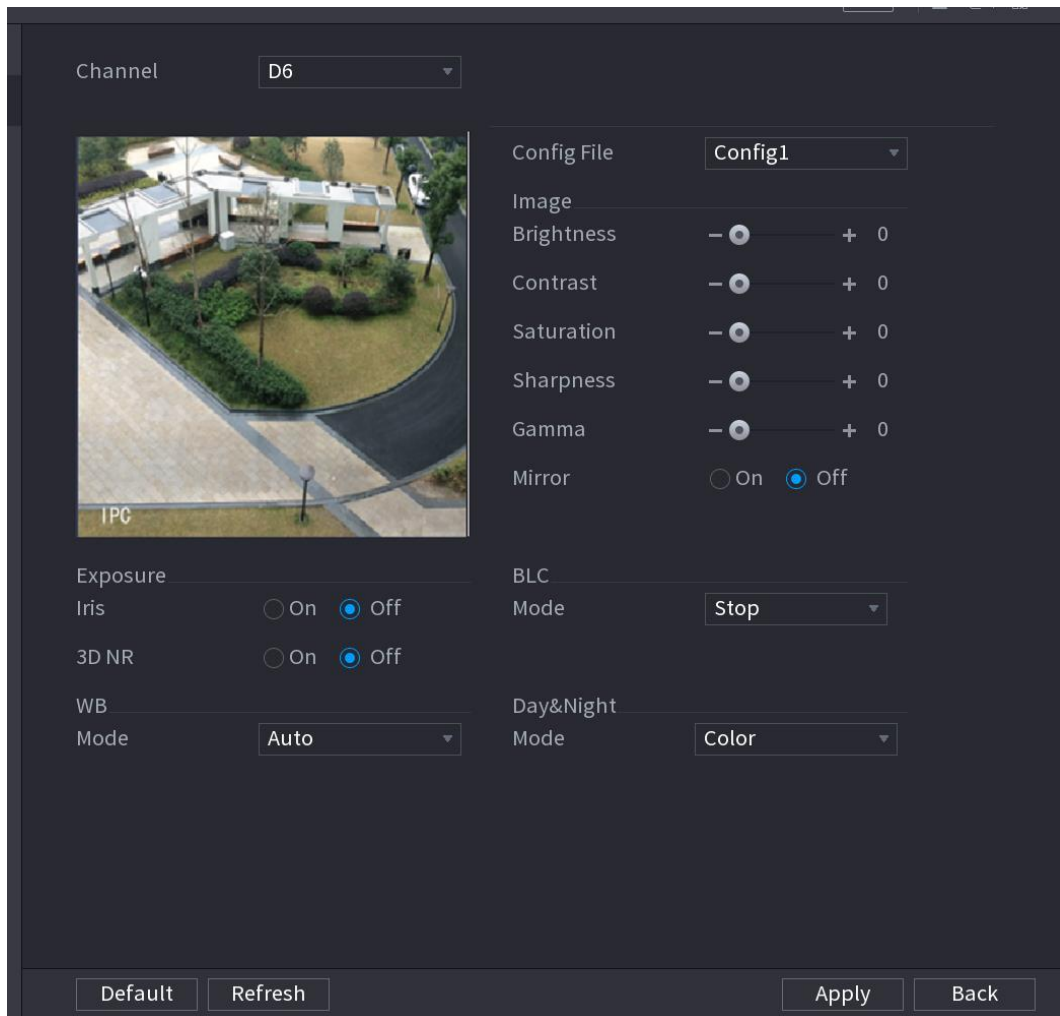 Channel D6
Config File Config1
Image
Brightness 0
Contrast 0
Saturation 0
Sharpness 0
Gamma 0
Mirror On Off
IPC
Exposure BLC
Iris On Off Mode Stop
3D NR On Off
WB Day&Night
Mode Auto Mode Color
Default Refresh Apply Back